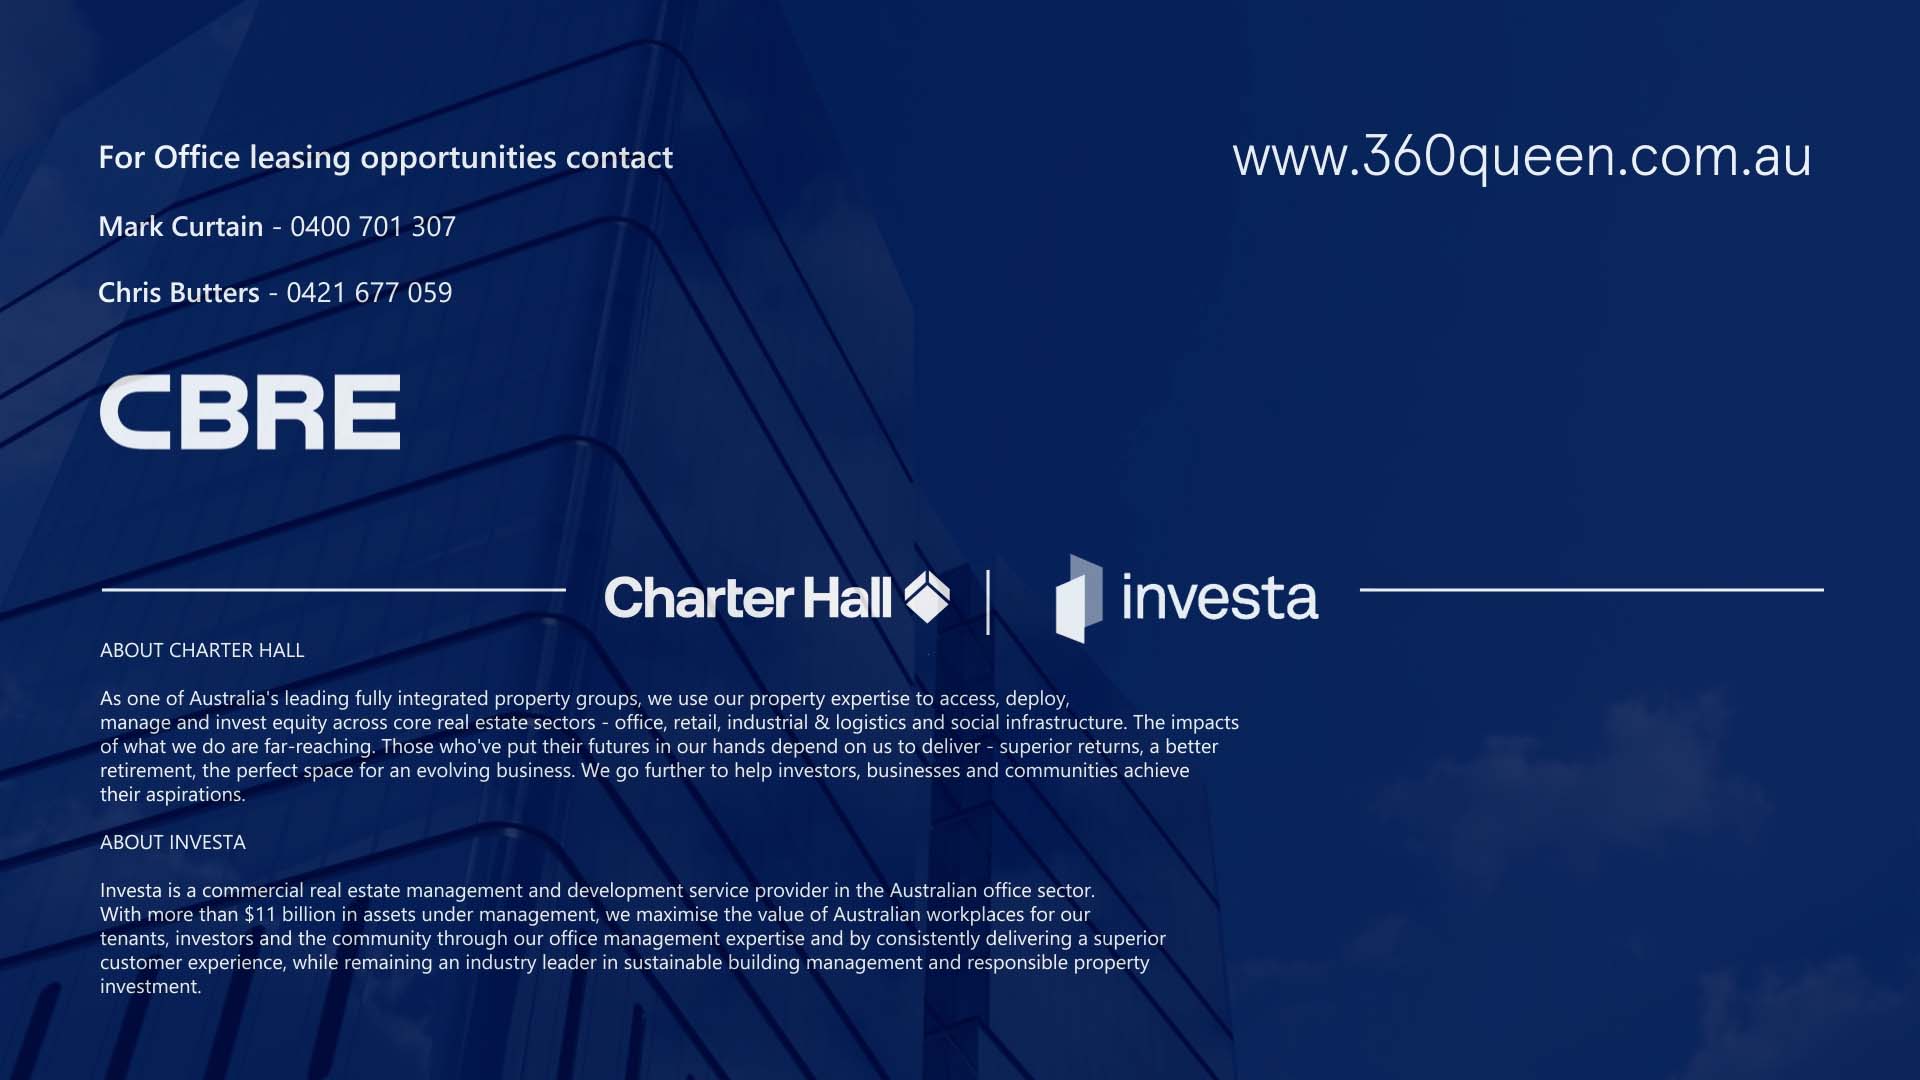 For Office leasing opportunities contact
www.360queen.com.au
Mark Curtain - 0400 701 307
Chris Butters - 0421 677 059
CBRE
Charter Hall
investa
ABOUT CHARTER HALL
As one of Australia's leading fully integrated property groups, we use our property expertise to access, deploy,
manage and invest equity across core real estate sectors - office, retail, industrial & logistics and social infrastructure. The impacts
of what we do are far-reaching. Those who've put their futures in our hands depend on us to deliver - superior returns, a better
retirement, the perfect space for an evolving business. We go further to help investors, businesses and communities achieve
their aspirations.
ABOUT INVESTA
Investa is a commercial real estate management and development service provider in the Australian office sector.
With more than $11 billion in assets under management, we maximise the value of Australian workplaces for our
tenants, investors and the community through our office management expertise and by consistently delivering a superior
customer experience, while remaining an industry leader in sustainable building management and responsible property
investment.